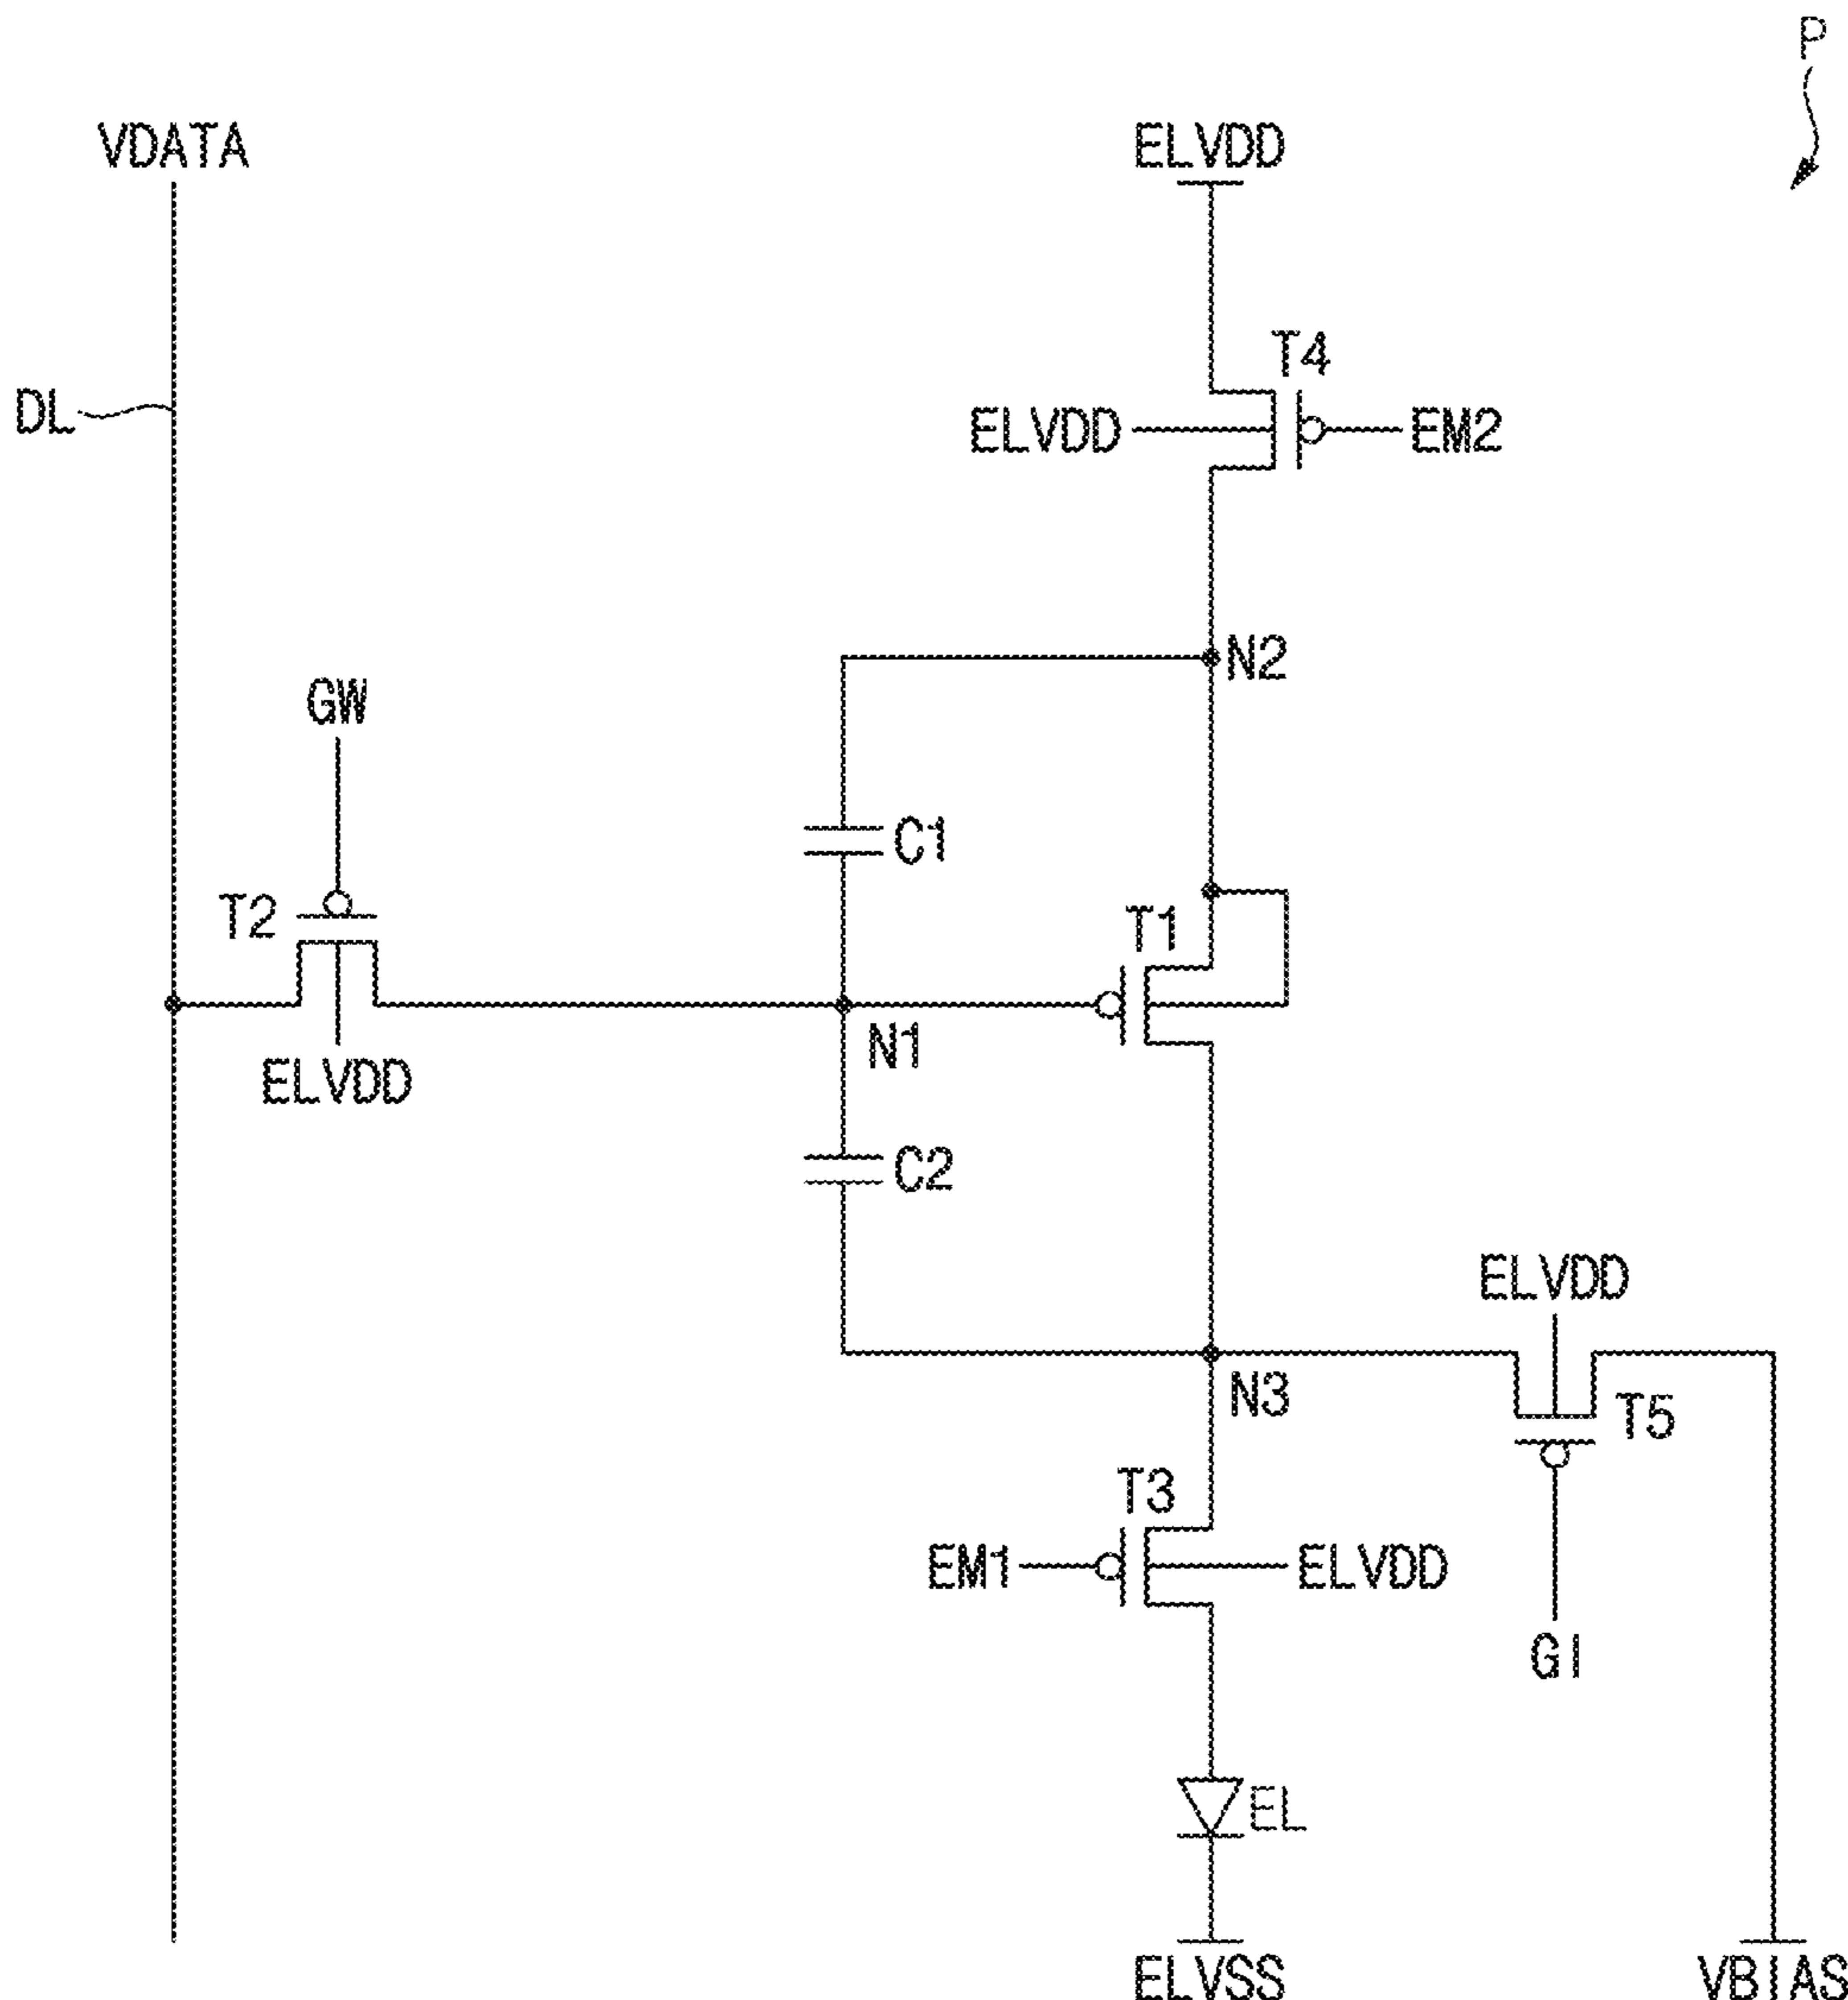 P
VDATA
ELVDD
T4
DL
ELVDD
EM2
N2
GW
C1
T2
T1
N1
ELVDD
C2
ELVDD
N3
T5
T3
EM1
ELVDD
GI
EL
ELVSS
VBIAS